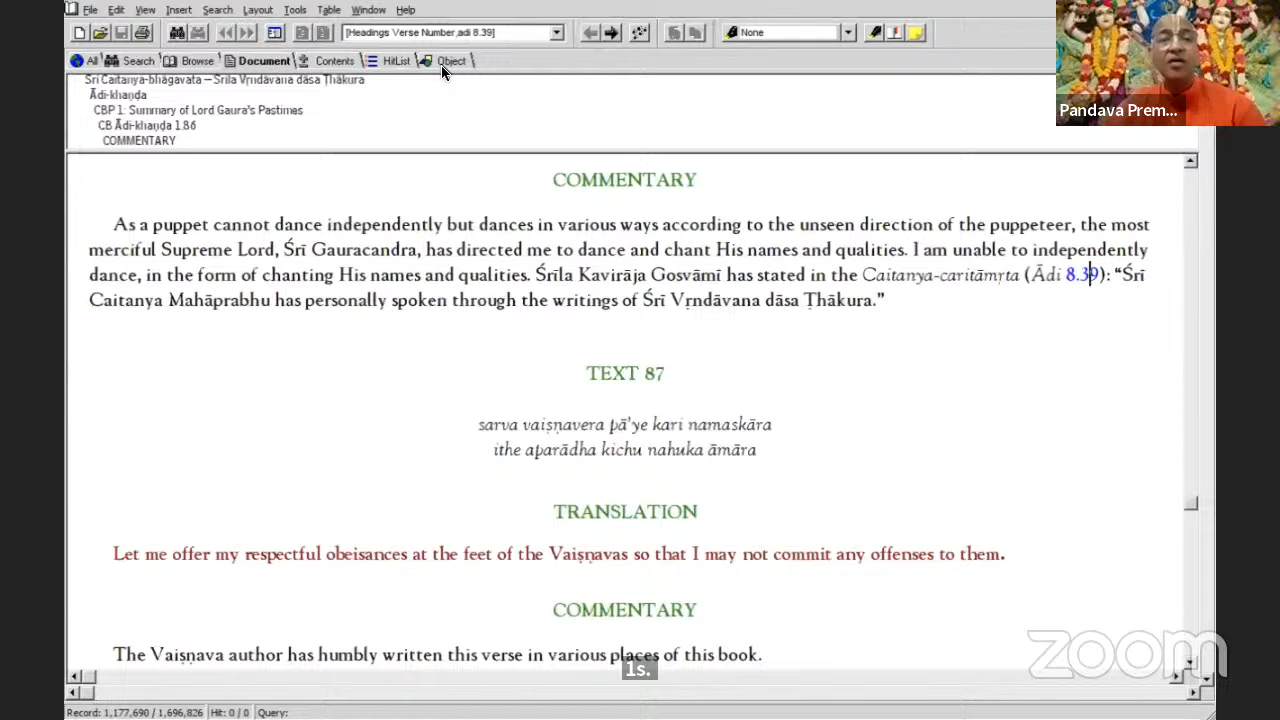 File Edit View Insert Search Layout Tools Table Window Help
[Headings Verse Number,adi 8.39]
None
All Search Browse Document Contents HitList Object
Śrī Caitanya-bhāgavata – Śrīla Vṛndāvana dāsa Ṭhākura
Ādi-khaṇḍa
CBP 1: Summary of Lord Gaura's Pastimes
CB Ādi-khaṇḍa 1.86
COMMENTARY
Pandava Prem...
COMMENTARY
As a puppet cannot dance independently but dances in various ways according to the unseen direction of the puppeteer, the most
merciful Supreme Lord, Śrī Gauracandra, has directed me to dance and chant His names and qualities. I am unable to independently
dance, in the form of chanting His names and qualities. Śrīla Kavirāja Gosvāmī has stated in the Caitanya-caritāmṛta (Ādi 8.39): “Śrī
Caitanya Mahāprabhu has personally spoken through the writings of Śrī Vṛndāvana dāsa Ṭhākura.”
TEXT 87
sarva vaiṣṇavera pā'ye kari namaskāra
ithe aparādha kichu nahuka āmāra
TRANSLATION
Let me offer my respectful obeisances at the feet of the Vaiṣṇavas so that I may not commit any offenses to them.
COMMENTARY
The Vaiṣṇava author has humbly written this verse in various places of this book.
1s.
zoom
Record: 1,177,690 / 1,696,826 Hit: 0 / 0 Query: